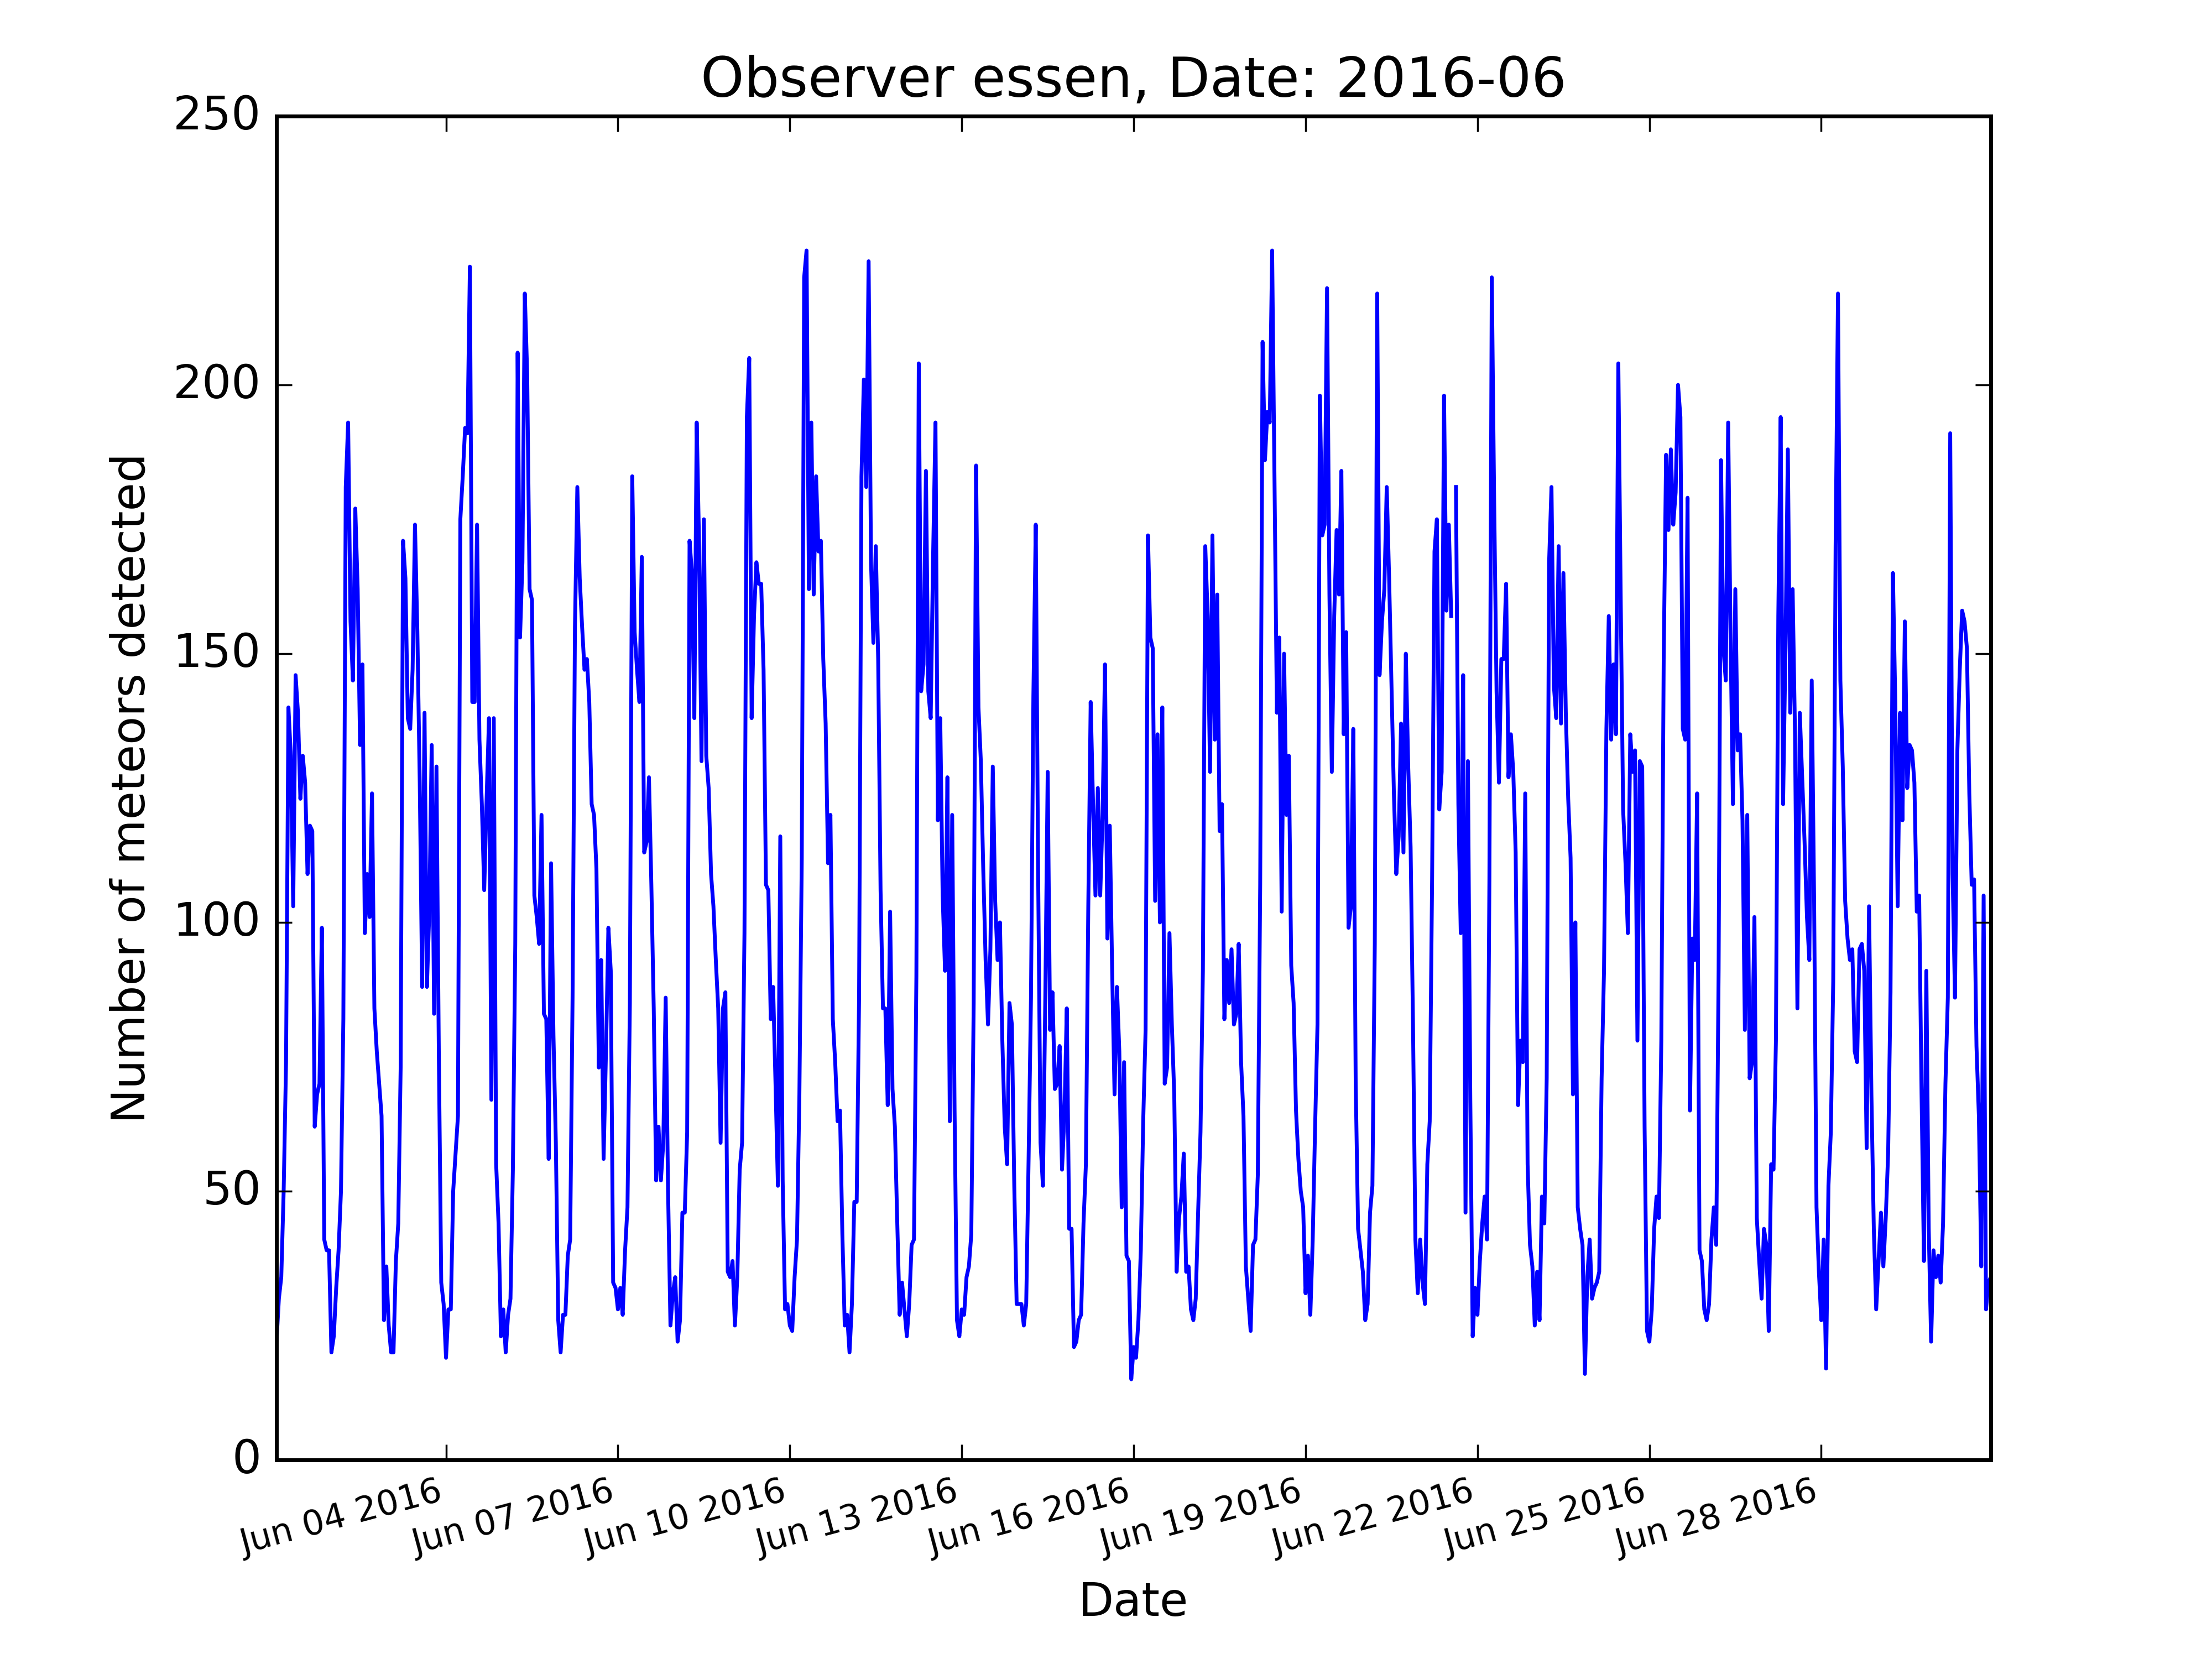 Observer essen, Date: 2016-06
250
200
150
100
50
0
Number of meteors detected
Jun 04 2016
Jun 07 2016
Jun 10 2016
Jun 13 2016
Jun 16 2016
Jun 19 2016
Jun 22 2016
Jun 25 2016
Jun 28 2016
Date